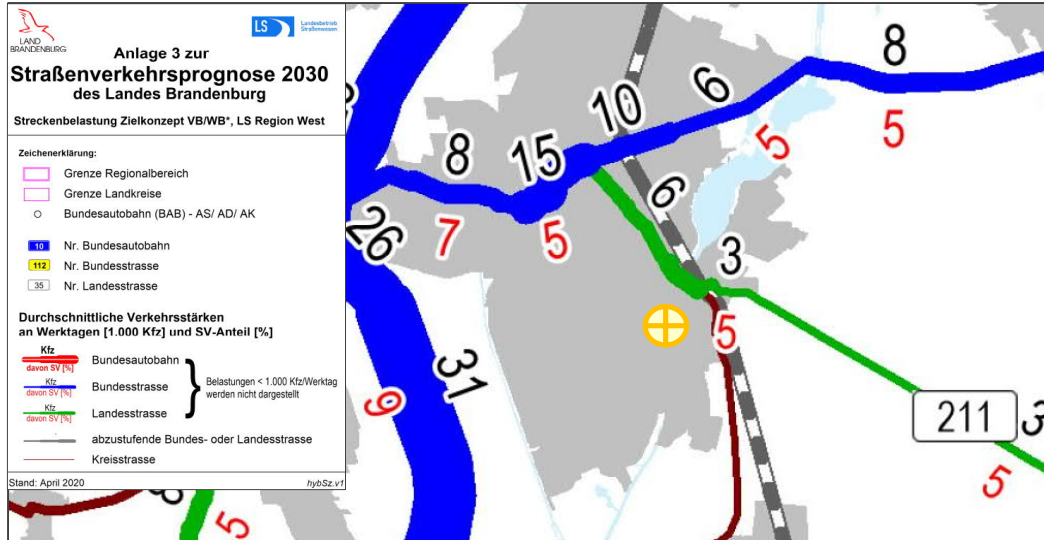 LAND
BRANDENBURG
LS
Landesbetrieb
Straßenwesen
Anlage 3 zur
Straßenverkehrsprognose 2030
des Landes Brandenburg
Streckenbelastung Zielkonzept VB/WB*, LS Region West
Zeichenerklärung:
Grenze Regionalbereich
Grenze Landkreise
Bundesautobahn (BAB) - AS/ AD/ AK
10 Nr. Bundesautobahn
112 Nr. Bundesstrasse
35 Nr. Landesstrasse
Durchschnittliche Verkehrsstärken
an Werktagen [1.000 Kfz] und SV-Anteil [%]
Kfz
davon SV [%]
Bundesautobahn
Kfz
davon SV [%]
Bundesstrasse
Kfz
davon SV [%]
Landesstrasse
Belastungen < 1.000 Kfz/Werktag
werden nicht dargestellt
abzustufende Bundes- oder Landesstrasse
Kreisstrasse
Stand: April 2020
hybSz.v1
8
15
10
6
8
7
5
5
5
26
6
3
31
5
9
211
3
5
5